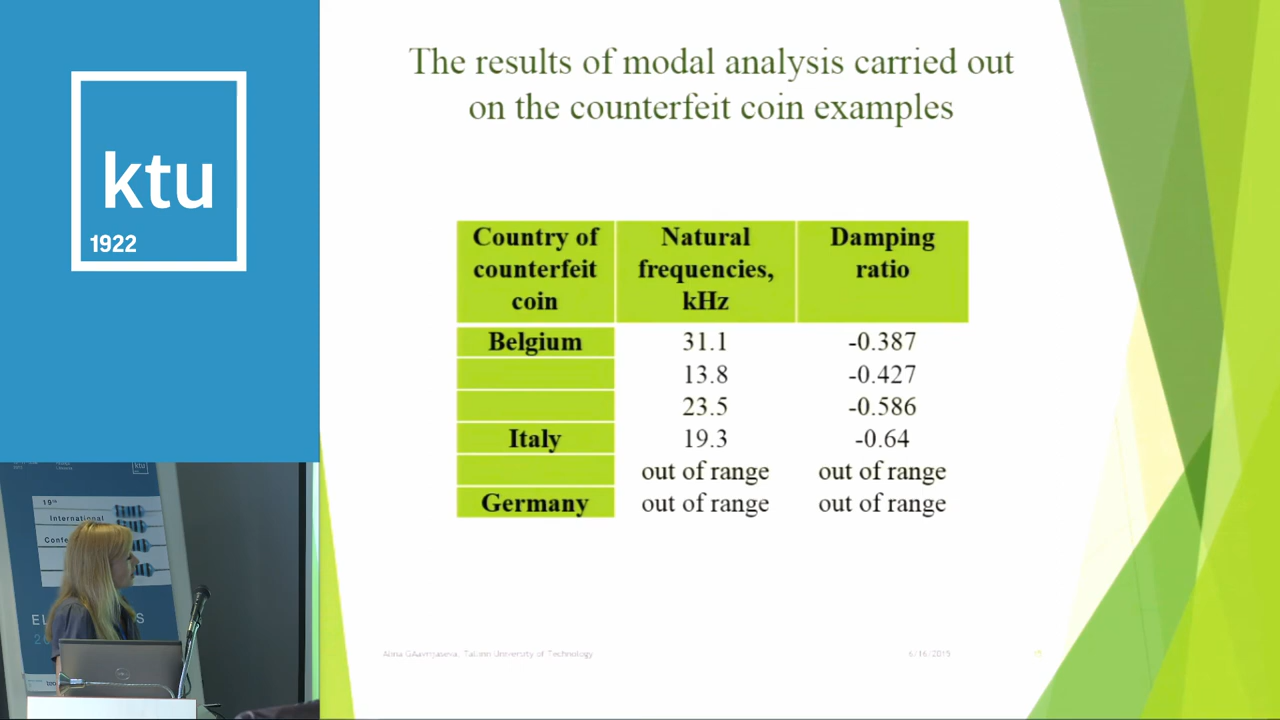 ktu
1922
The results of modal analysis carried out
on the counterfeit coin examples
Country of
counterfeit
coin
Natural
frequencies,
kHz
Damping
ratio
Belgium 31.1 -0.387
13.8 -0.427
23.5 -0.586
Italy 19.3 -0.64
out of range out of range
Germany out of range out of range
19th
International
Tallinn University of Technology
6/16/2015